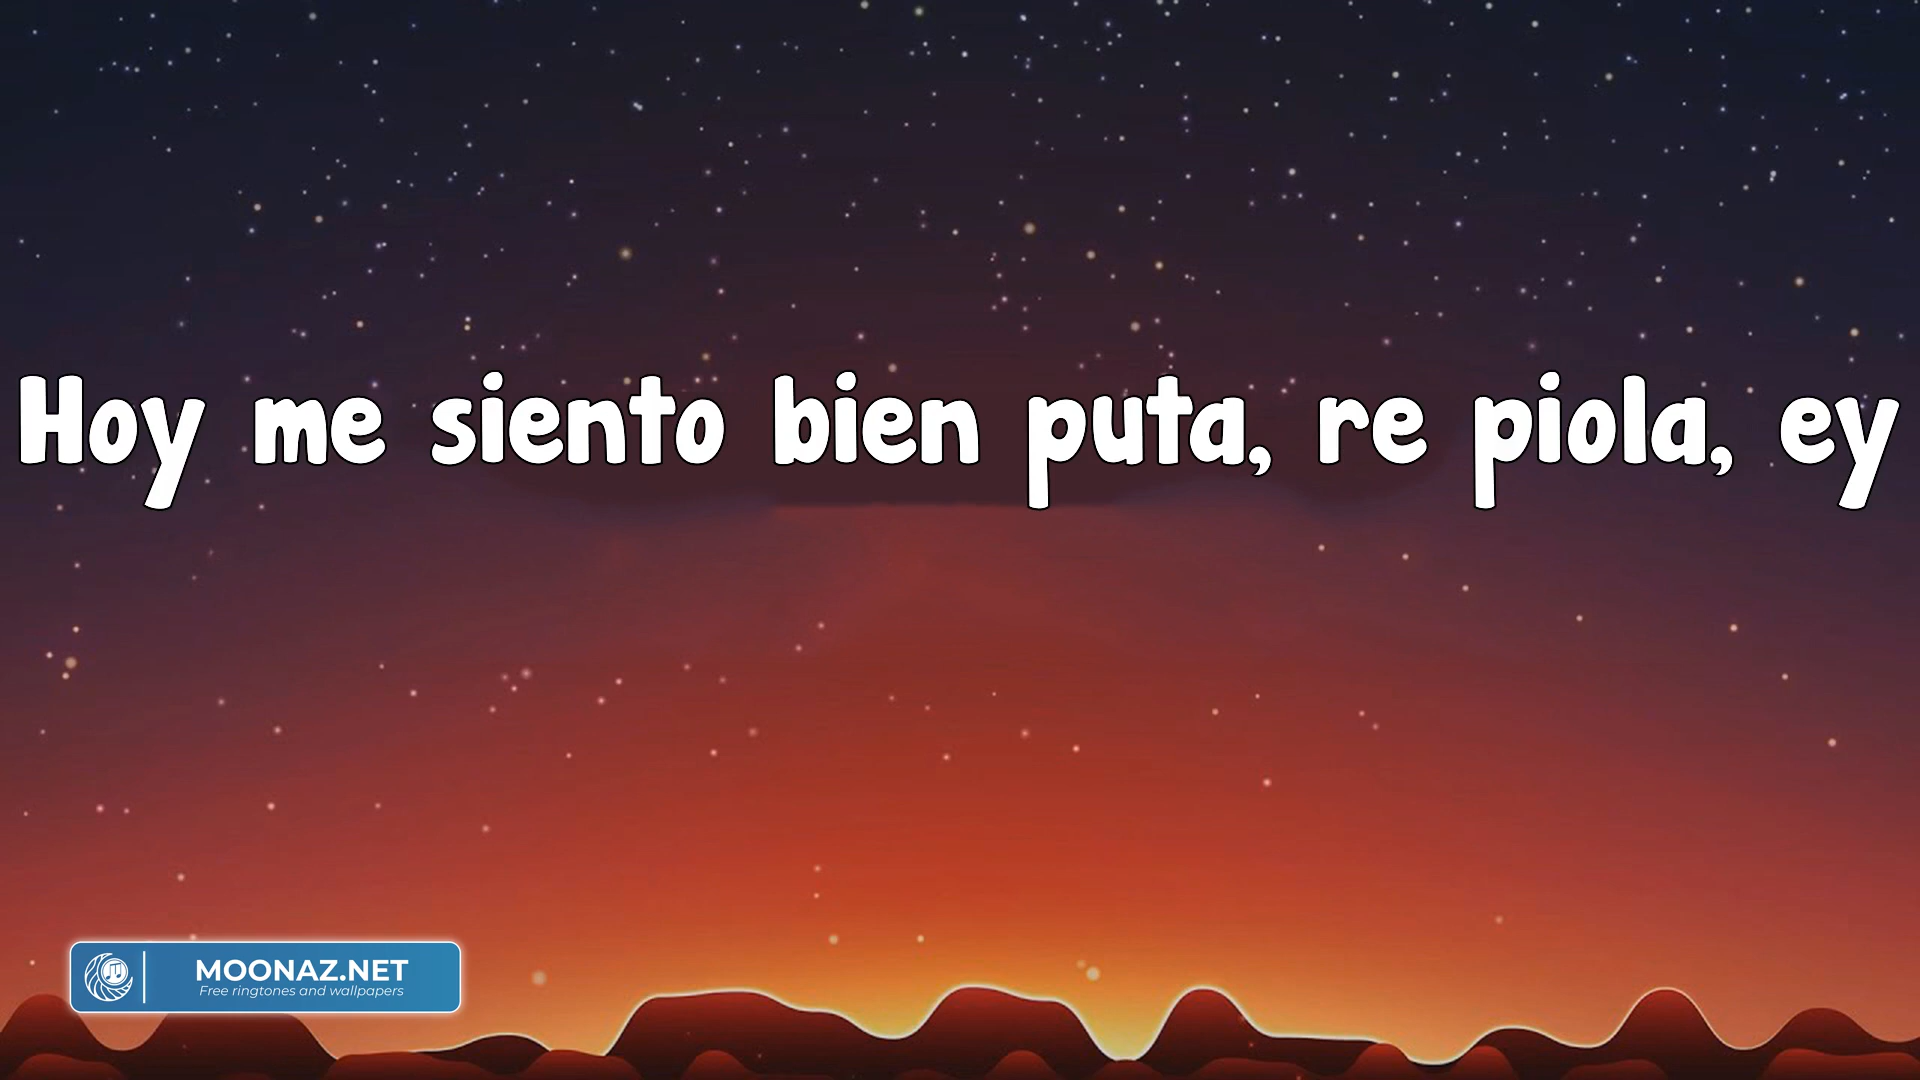 Hoy me siento bien puta, re piola, ey
MOONAZ.NET
Free ringtones and wallpapers